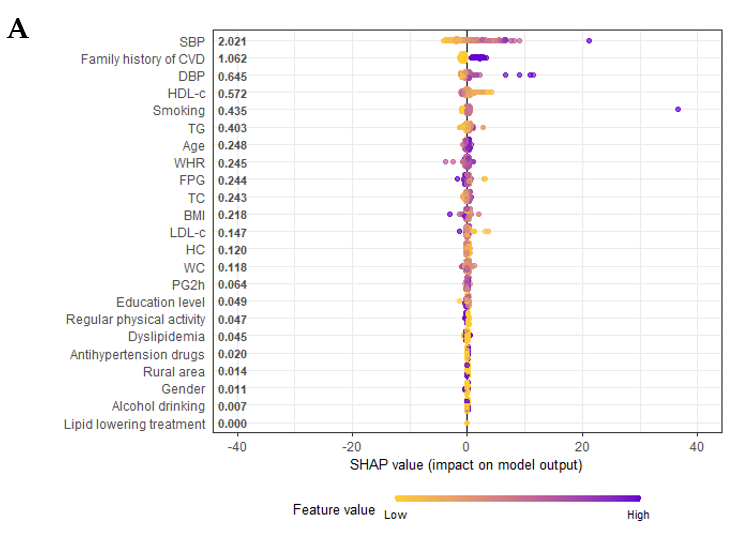 A
SBP 2.021
Family history of CVD 1.062
DBP 0.645
HDL-c 0.572
Smoking 0.435
TG 0.403
Age 0.248
WHR 0.245
FPG 0.244
TC 0.243
BMI 0.218
LDL-c 0.147
HC 0.120
WC 0.118
PG2h 0.064
Education level 0.049
Regular physical activity 0.047
Dyslipidemia 0.045
Antihypertension drugs 0.020
Rural area 0.014
Gender 0.011
Alcohol drinking 0.007
Lipid lowering treatment 0.000
-40 -20 0 20 40
SHAP value (impact on model output)
Feature value Low High